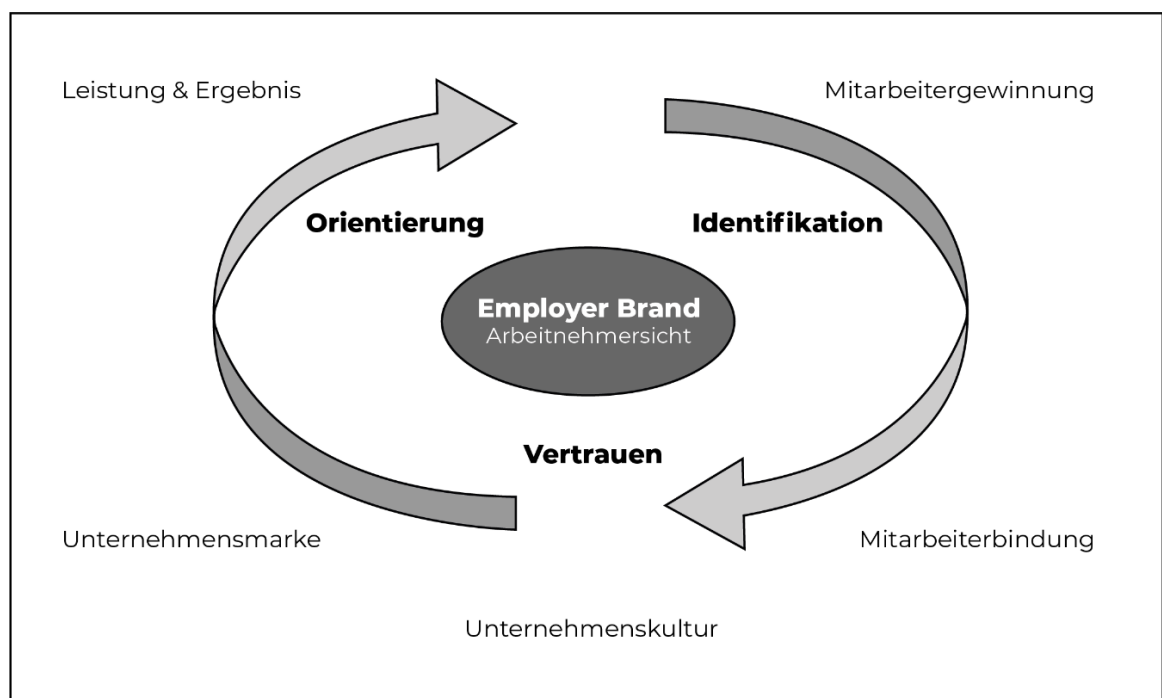 Leistung & Ergebnis
Mitarbeitergewinnung
Orientierung
Identifikation
Employer Brand
Arbeitnehmersicht
Vertrauen
Unternehmensmarke
Mitarbeiterbindung
Unternehmenskultur